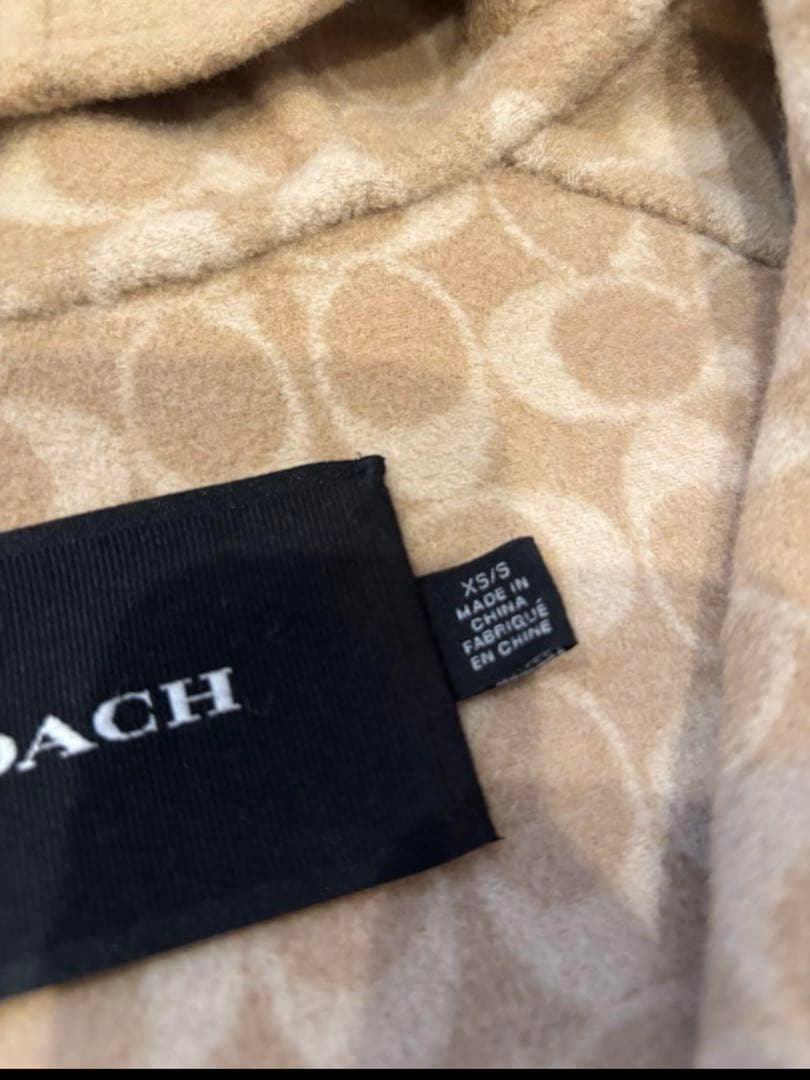 OACH
XS/S
MADE IN
CHINA
FABRIQUÉ
EN CHINE